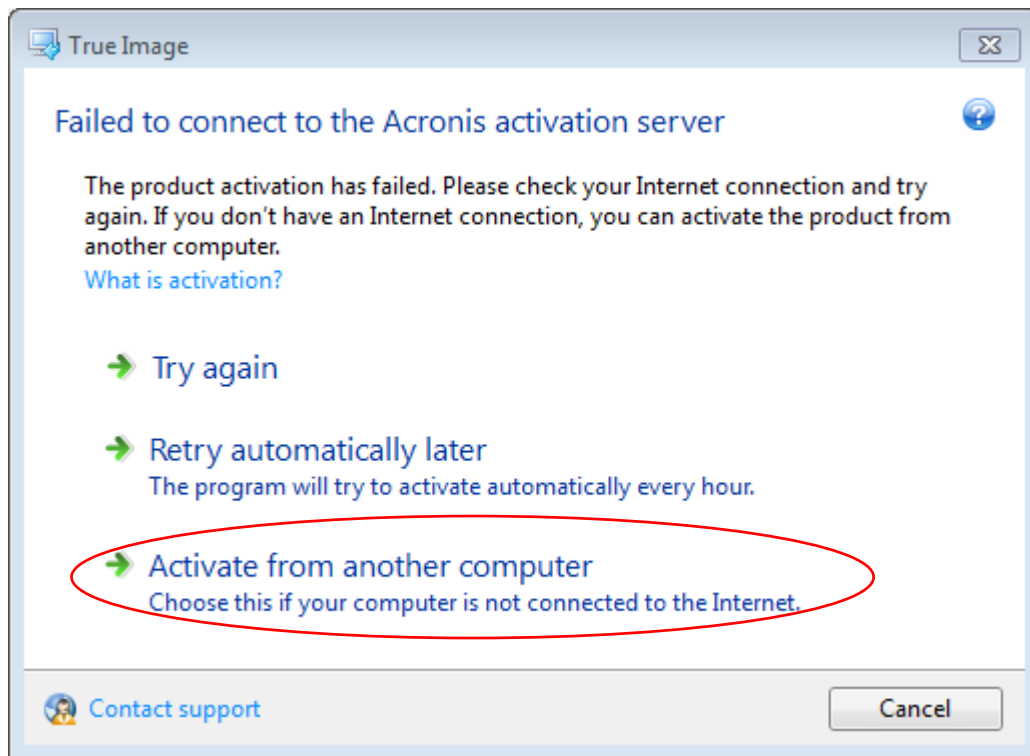 True Image
Failed to connect to the Acronis activation server
The product activation has failed. Please check your Internet connection and try
again. If you don't have an Internet connection, you can activate the product from
another computer.
What is activation?
Try again
Retry automatically later
The program will try to activate automatically every hour.
Activate from another computer
Choose this if your computer is not connected to the Internet.
Contact support
Cancel